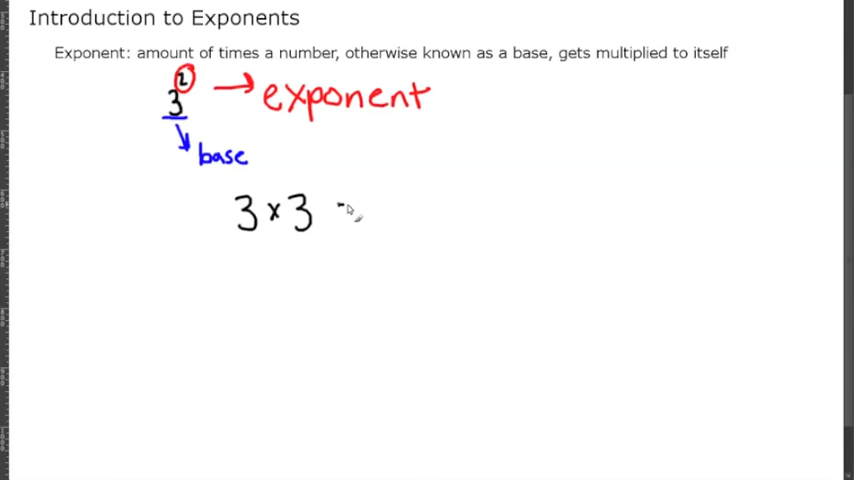 Introduction to Exponents
Exponent: amount of times a number, otherwise known as a base, gets multiplied to itself
3² → exponent
base
3 × 3